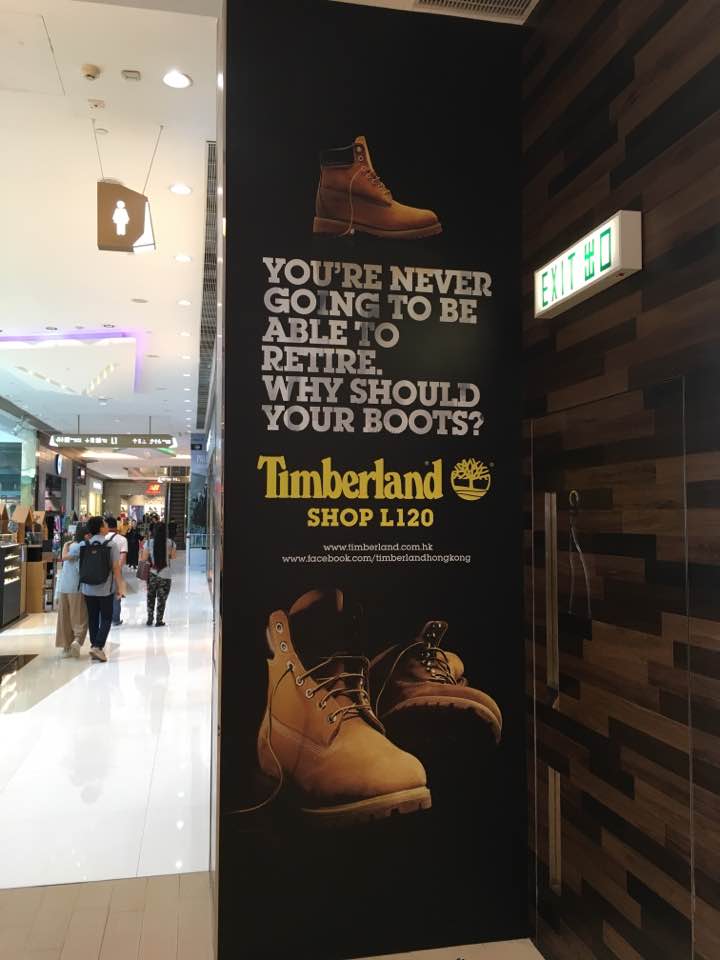 YOU'RE NEVER
GOING TO BE
ABLE TO
RETIRE.
WHY SHOULD
YOUR BOOTS?
Timberland®
SHOP L120
www.timberland.com.hk
www.facebook.com/timberlandhongkong
EXIT 出口